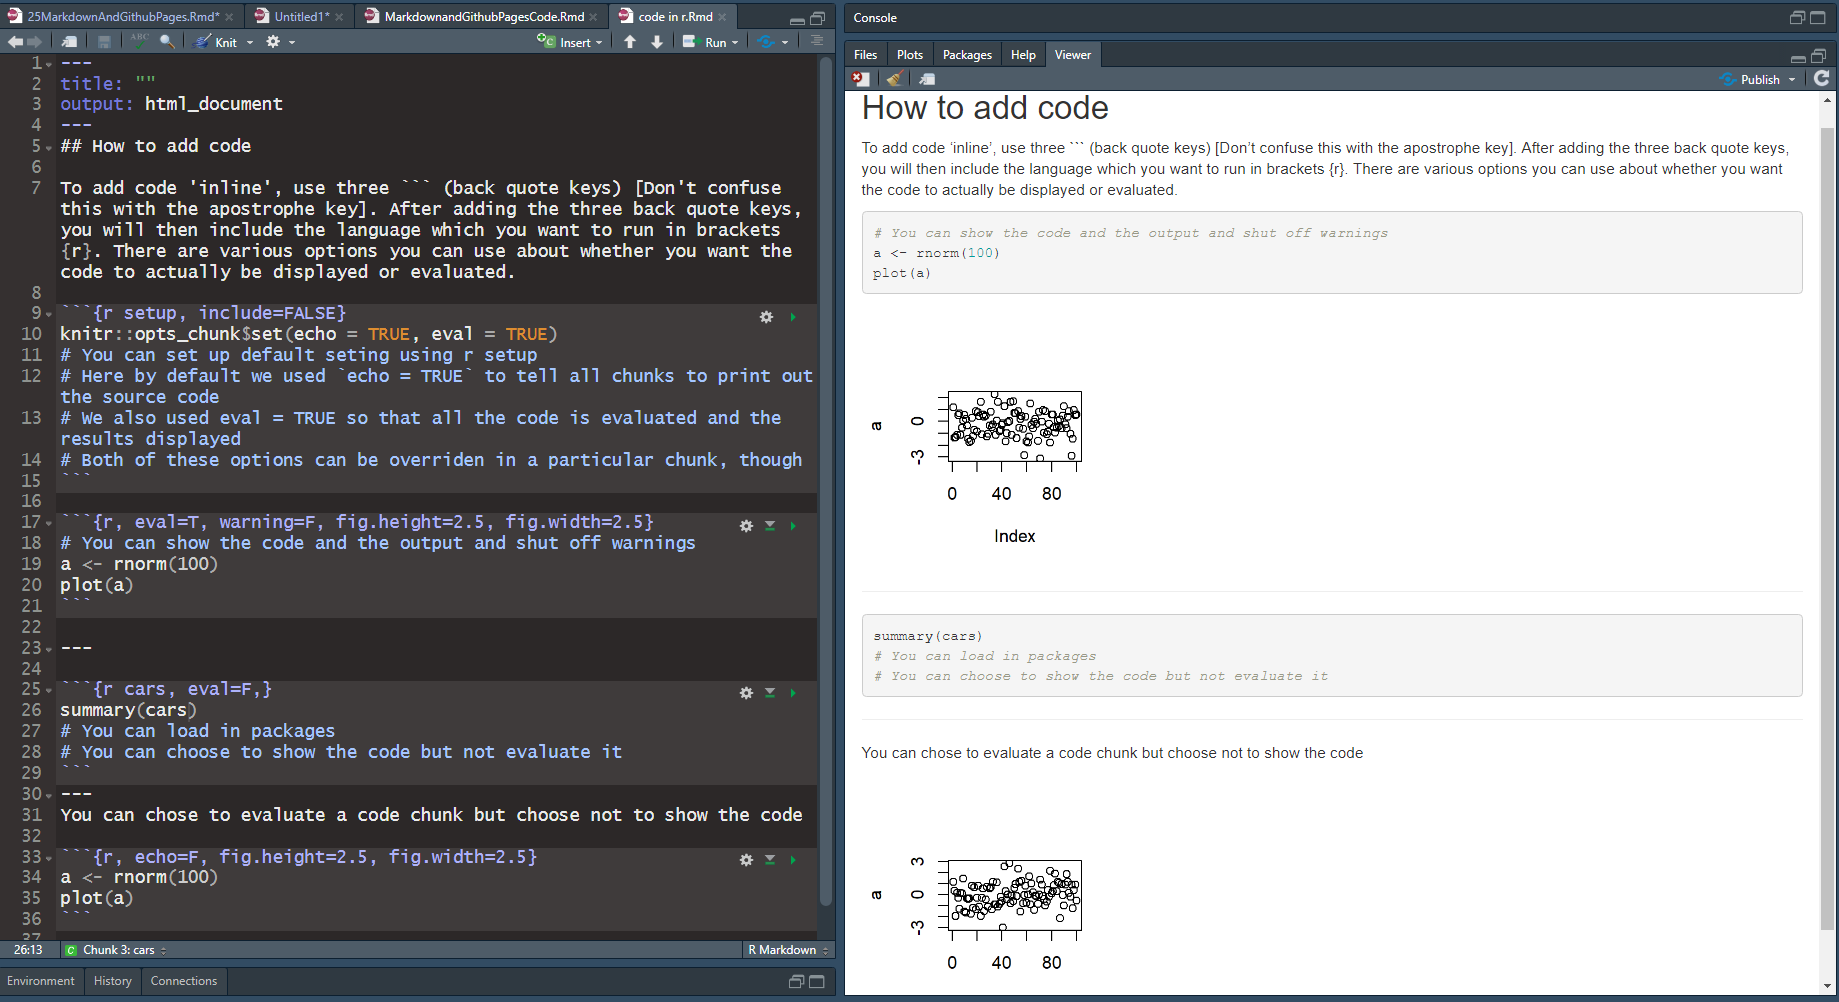 25MarkdownAndGithubPages.Rmd* Untitled1* MarkdownandGithubPagesCode.Rmd code in r.Rmd
ABC Knit Insert Run
1 ---
2 title: ""
3 output: html_document
4 ---
5 ## How to add code
6
7 To add code 'inline', use three ``` (back quote keys) [Don't confuse
this with the apostrophe key]. After adding the three back quote keys,
you will then include the language which you want to run in brackets
{r}. There are various options you can use about whether you want the
code to actually be displayed or evaluated.
8
9 ```{r setup, include=FALSE}
10 knitr::opts_chunk$set(echo = TRUE, eval = TRUE)
11 # You can set up default seting using r setup
12 # Here by default we used `echo = TRUE` to tell all chunks to print out
the source code
13 # We also used eval = TRUE so that all the code is evaluated and the
results displayed
14 # Both of these options can be overriden in a particular chunk, though
15 ```
16
17 ```{r, eval=T, warning=F, fig.height=2.5, fig.width=2.5}
18 # You can show the code and the output and shut off warnings
19 a <- rnorm(100)
20 plot(a)
21 ```
22
23 ---
24
25 ```{r cars, eval=F,}
26 summary(cars)
27 # You can load in packages
28 # You can choose to show the code but not evaluate it
29 ```
30 ---
31 You can chose to evaluate a code chunk but choose not to show the code
32
33 ```{r, echo=F, fig.height=2.5, fig.width=2.5}
34 a <- rnorm(100)
35 plot(a)
36 ```
37
26:13 C Chunk 3: cars R Markdown
Environment History Connections
Console
Files Plots Packages Help Viewer
Publish
How to add code
To add code ‘inline’, use three ``` (back quote keys) [Don’t confuse this with the apostrophe key]. After adding the three back quote keys,
you will then include the language which you want to run in brackets {r}. There are various options you can use about whether you want
the code to actually be displayed or evaluated.
# You can show the code and the output and shut off warnings
a <- rnorm(100)
plot(a)
a
0
-3
0 40 80
Index
summary(cars)
# You can load in packages
# You can choose to show the code but not evaluate it
You can chose to evaluate a code chunk but choose not to show the code
a
3
0
-3
0 40 80